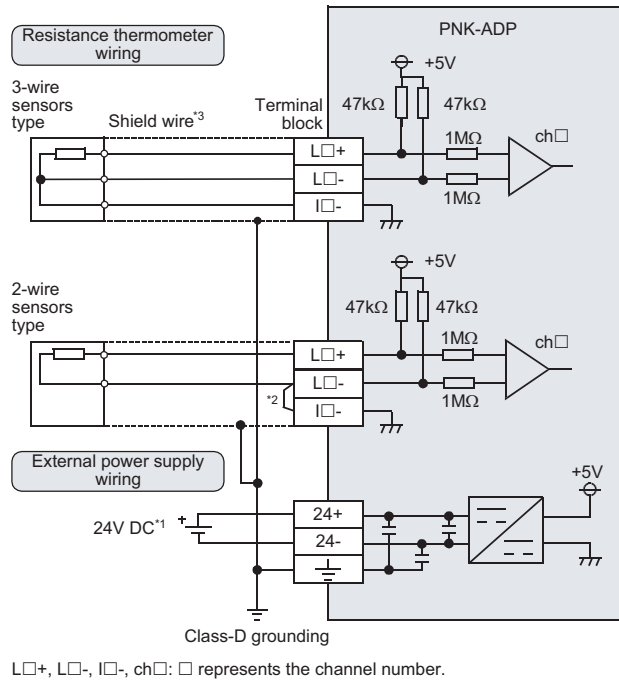 PNK-ADP
Resistance thermometer
wiring
+5V
3-wire
sensors
type
Shield wire*3
Terminal
block
47kΩ
47kΩ
1MΩ
ch□
L□+
L□-
I□-
1MΩ
+5V
2-wire
sensors
type
47kΩ
47kΩ
1MΩ
ch□
L□+
L□-
*2
I□-
1MΩ
External power supply
wiring
+5V
24V DC*1
+
24+
24-
Class-D grounding
L□+, L□-, I□-, ch□: □ represents the channel number.